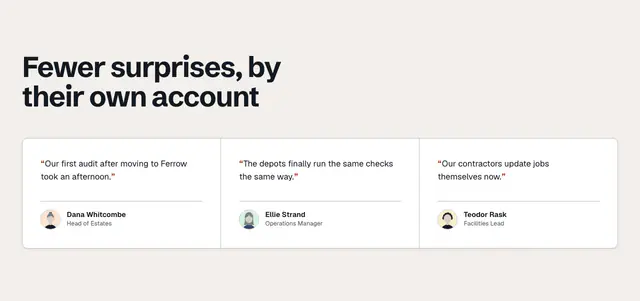 Fewer surprises, by
their own account
“Our first audit after moving to Ferrow
took an afternoon.”
Dana Whitcombe
Head of Estates
“The depots finally run the same checks
the same way.”
Ellie Strand
Operations Manager
“Our contractors update jobs
themselves now.”
Teodor Rask
Facilities Lead